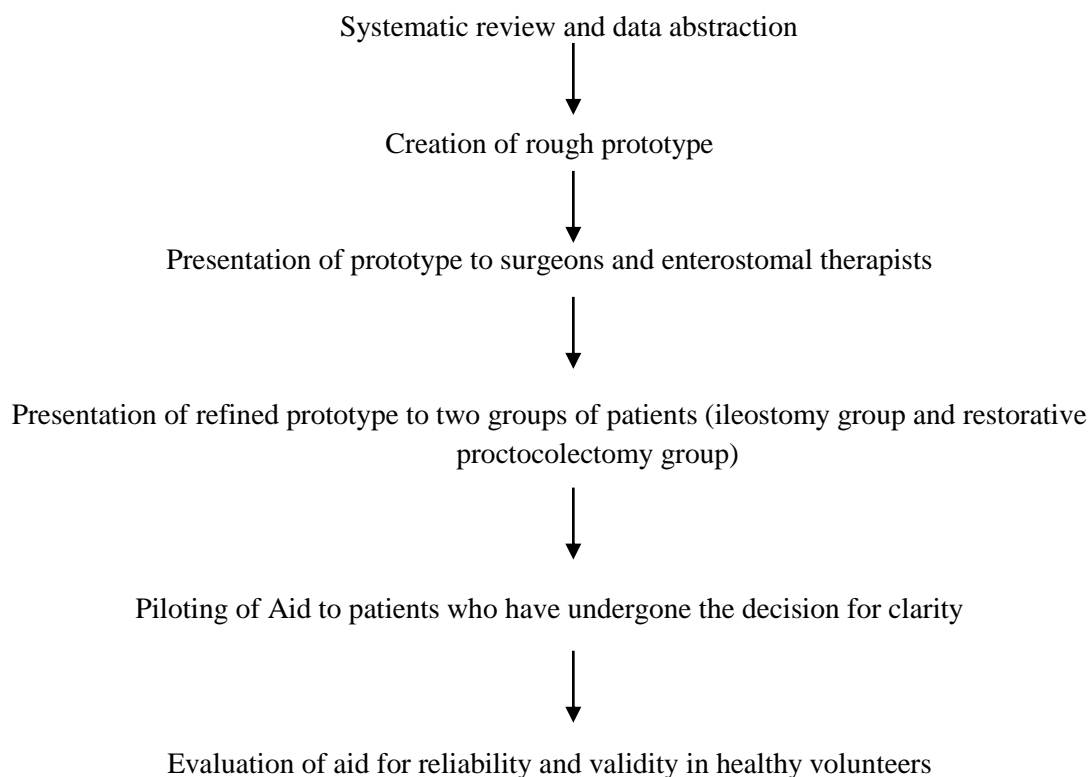 Systematic review and data abstraction
Creation of rough prototype
Presentation of prototype to surgeons and enterostomal therapists
Presentation of refined prototype to two groups of patients (ileostomy group and restorative
proctocolectomy group)
Piloting of Aid to patients who have undergone the decision for clarity
Evaluation of aid for reliability and validity in healthy volunteers